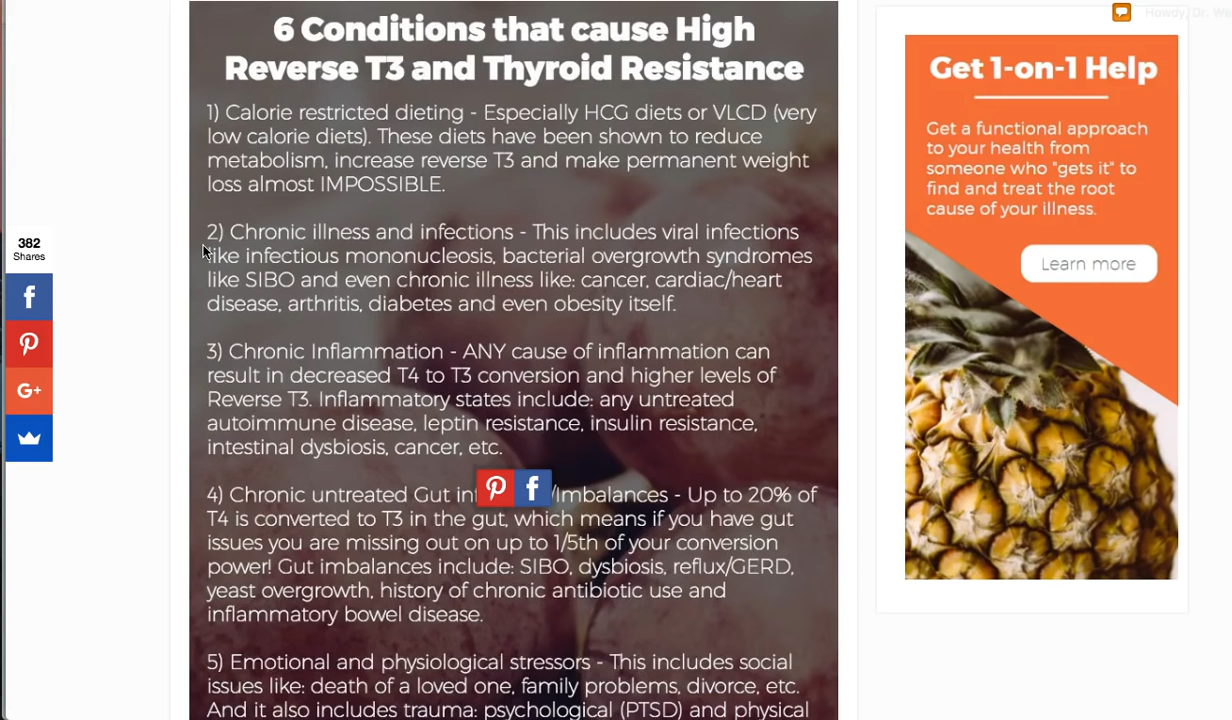 6 Conditions that cause High
Reverse T3 and Thyroid Resistance
1) Calorie restricted dieting - Especially HCG diets or VLCD (very
low calorie diets). These diets have been shown to reduce
metabolism, increase reverse T3 and make permanent weight
loss almost IMPOSSIBLE.
2) Chronic illness and infections - This includes viral infections
like infectious mononucleosis, bacterial overgrowth syndromes
like SIBO and even chronic illness like: cancer, cardiac/heart
disease, arthritis, diabetes and even obesity itself.
3) Chronic Inflammation - ANY cause of inflammation can
result in decreased T4 to T3 conversion and higher levels of
Reverse T3. Inflammatory states include: any untreated
autoimmune disease, leptin resistance, insulin resistance,
intestinal dysbiosis, cancer, etc.
4) Chronic untreated Gut /Imbalances - Up to 20% of
T4 is converted to T3 in the gut, which means if you have gut
issues you are missing out on up to 1/5th of your conversion
power! Gut imbalances include: SIBO, dysbiosis, reflux/GERD,
yeast overgrowth, history of chronic antibiotic use and
inflammatory bowel disease.
5) Emotional and physiological stressors - This includes social
issues like: death of a loved one, family problems, divorce, etc.
And it also includes trauma: psychological (PTSD) and physical
382
Shares
G+
Howdy, Dr. We
Get 1-on-1 Help
Get a functional approach
to your health from
someone who "gets it" to
find and treat the root
cause of your illness.
Learn more